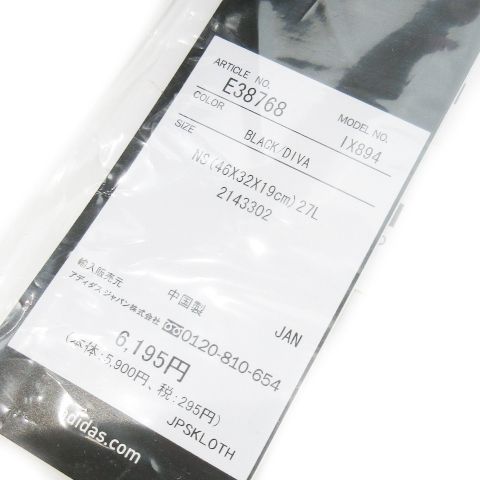 ARTICLE NO.
E38768
MODEL NO.
IX894
COLOR
BLACK/DIVA
SIZE
NS(46X32X19cm)27L
2143302
輸入販売元
アディダス ジャパン株式会社
中国製
0120-810-654
JAN
6,195円
(本体:5,900円、税:295円)
JPSKLOTH
adidas.com